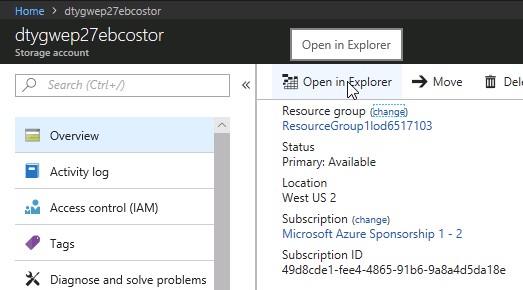 Home > dtygwep27ebcostor
dtygwep27ebcostor
Storage account
Open in Explorer
Search (Ctrl+/)
«
Overview
Activity log
Access control (IAM)
Tags
Diagnose and solve problems
Open in Explorer
Move
Del
Resource group (change)
ResourceGroup1lod6517103
Status
Primary: Available
Location
West US 2
Subscription (change)
Microsoft Azure Sponsorship 1 - 2
Subscription ID
49d8cde1-fee4-4865-91b6-9a8a4d5da18e